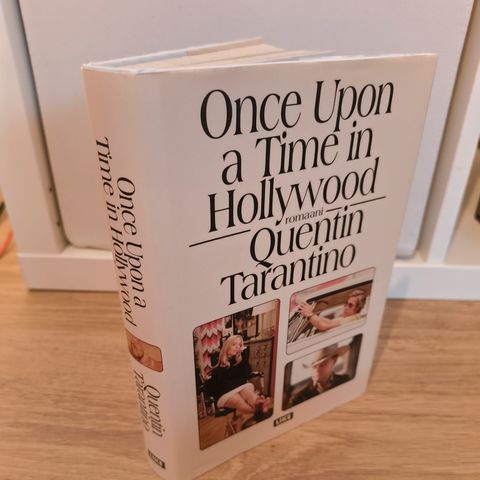 Once Upon
a Time in
Hollywood
romaani
Quentin
Tarantino
LIKE
Once Upon a
Time in Hollywood
Quentin
Tarantino